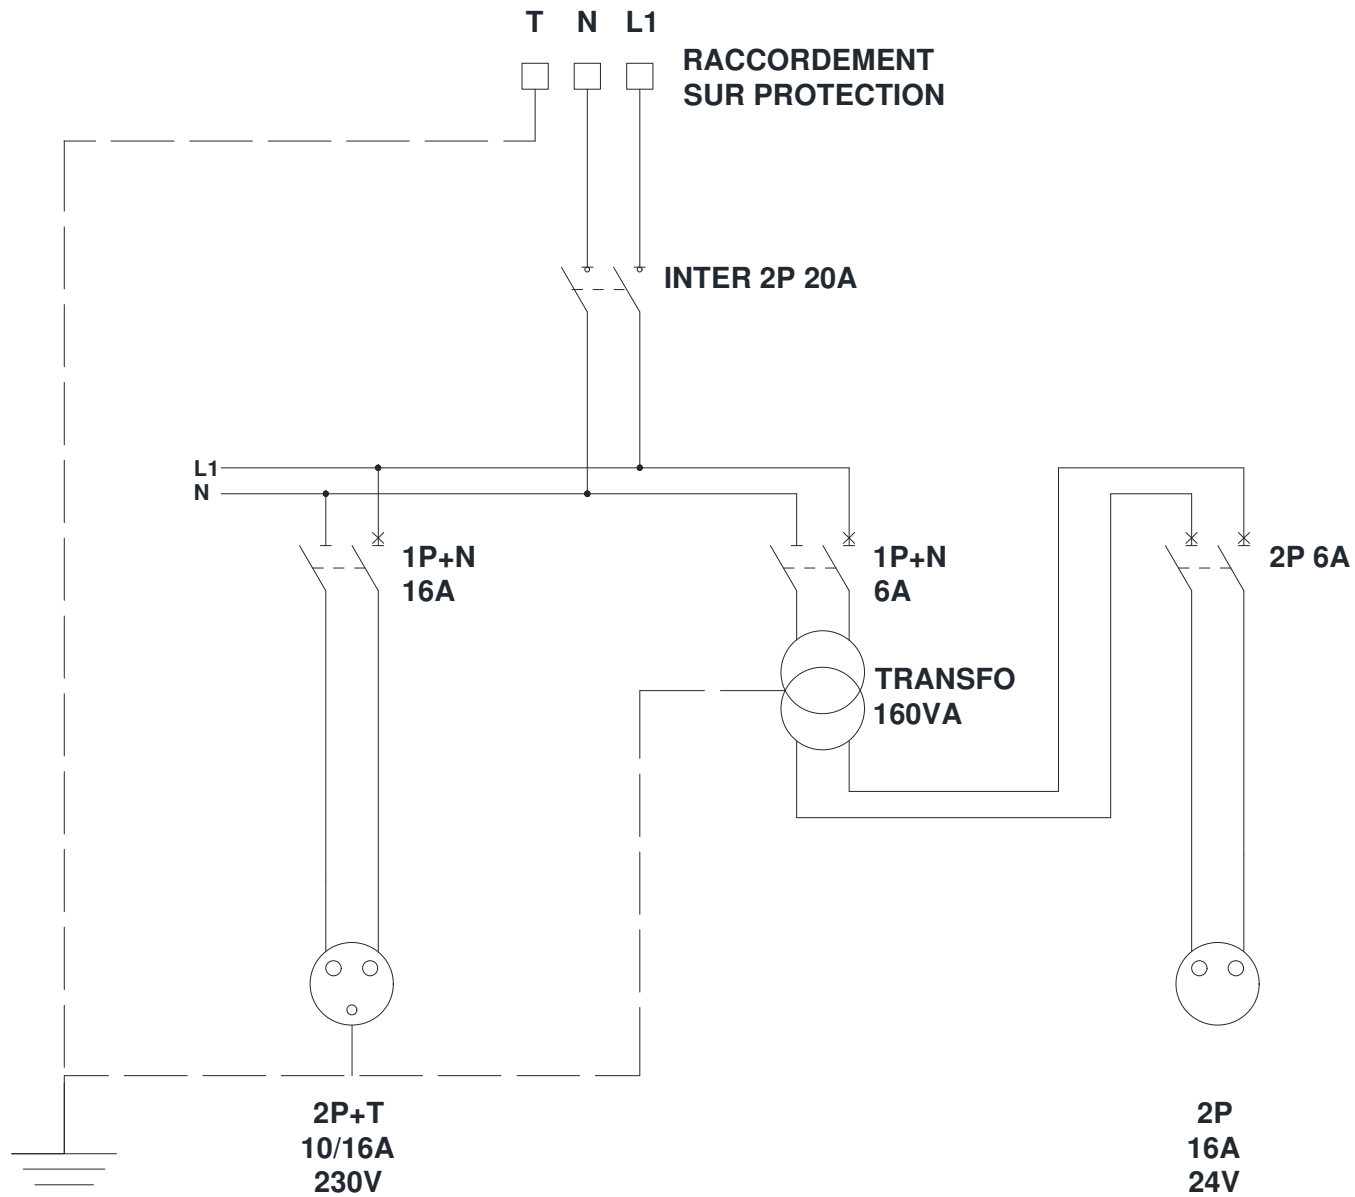 T N L1
RACCORDEMENT
SUR PROTECTION
INTER 2P 20A
L1
N
1P+N
16A
1P+N
6A
2P 6A
TRANSFO
160VA
2P+T
10/16A
230V
2P
16A
24V